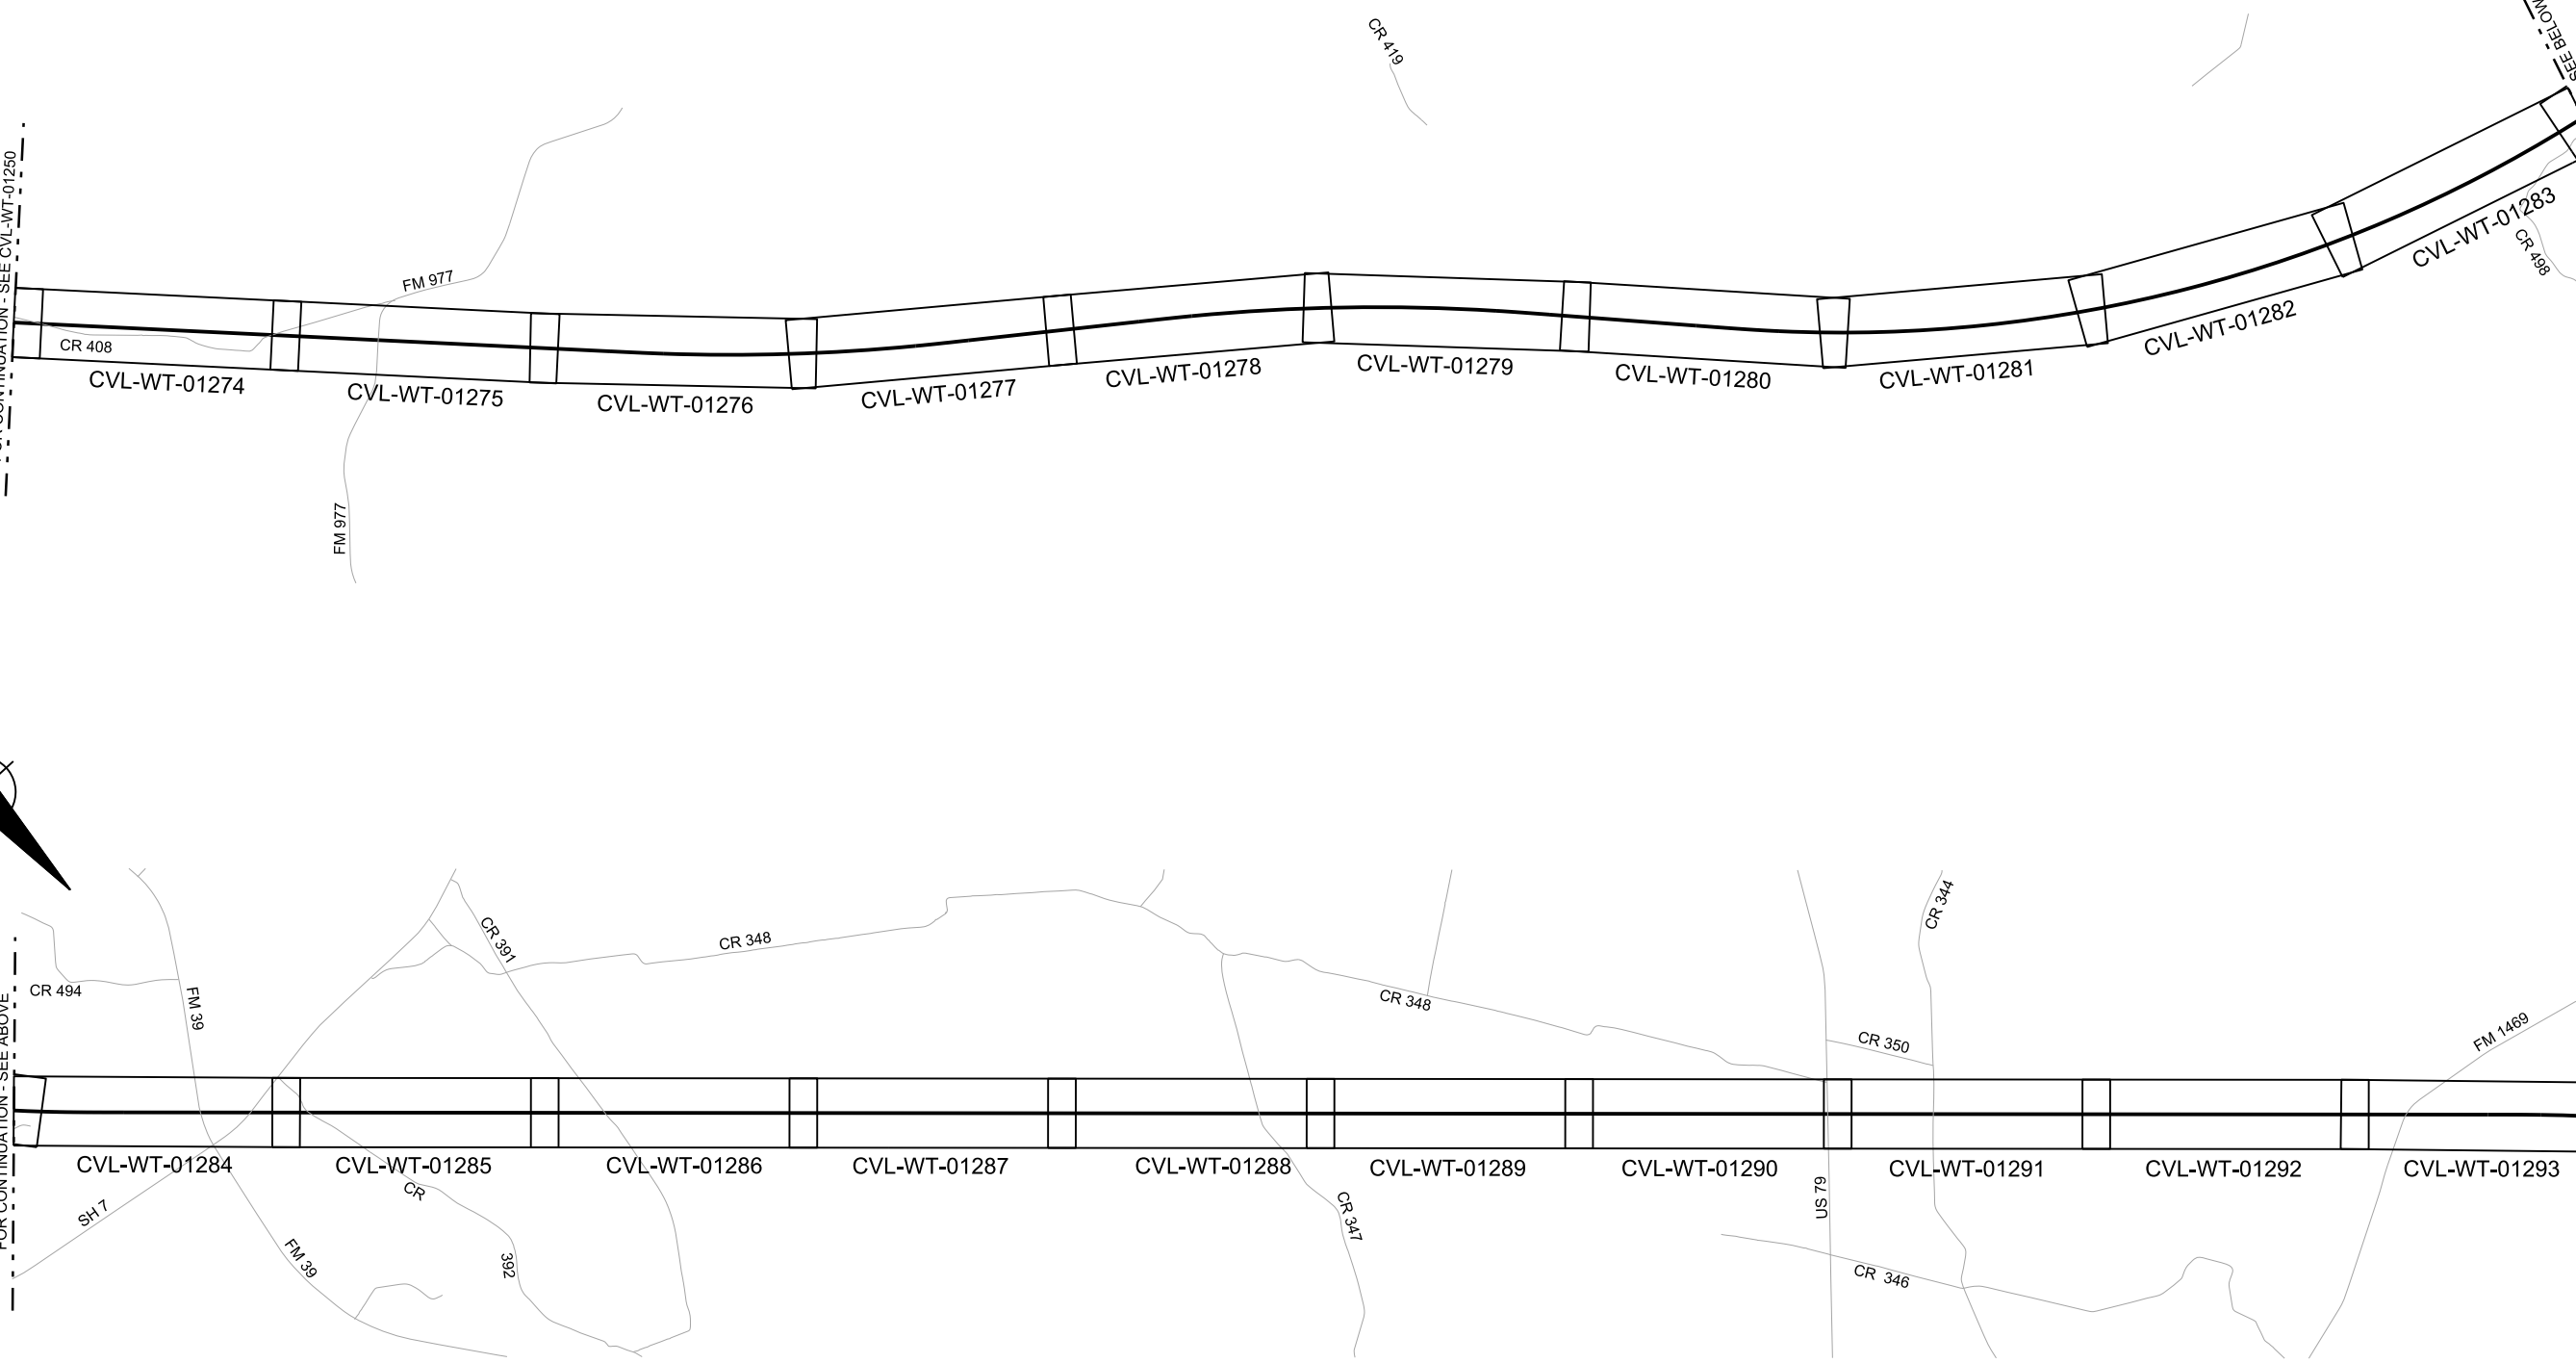 CR 419
SEE BELOW
FOR CONTINUATION - SEE CVL-WT-01250
FM 977
CR 408
CVL-WT-01274
CVL-WT-01275
CVL-WT-01276
CVL-WT-01277
CVL-WT-01278
CVL-WT-01279
CVL-WT-01280
CVL-WT-01281
CVL-WT-01282
CVL-WT-01283
CR 498
FM 977
CR 391
CR 348
CR 344
CR 494
FM 39
CR 348
CR 350
FM 1469
FOR CONTINUATION - SEE ABOVE
CVL-WT-01284
CVL-WT-01285
CVL-WT-01286
CVL-WT-01287
CVL-WT-01288
CVL-WT-01289
CVL-WT-01290
CVL-WT-01291
CVL-WT-01292
CVL-WT-01293
SH 7
CR
392
FM 39
CR 347
US 79
CR 346